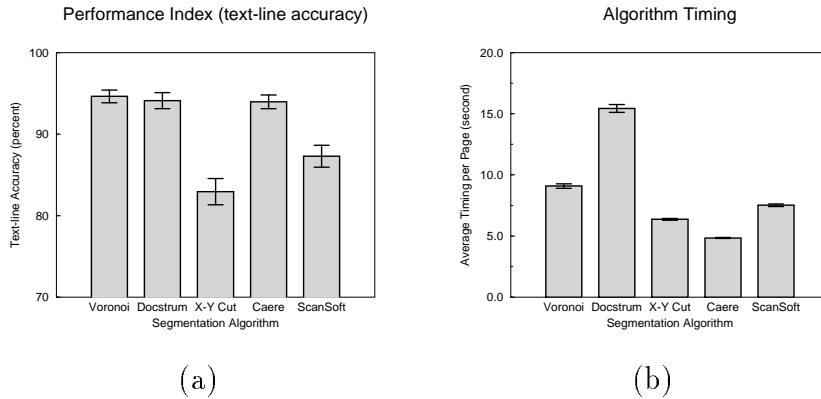 Performance Index (text-line accuracy)
100
90
80
70
Text-line Accuracy (percent)
Voronoi Docstrum X-Y Cut Caere ScanSoft
Segmentation Algorithm
(a)
Algorithm Timing
20.0
15.0
10.0
5.0
0.0
Average Timing per Page (second)
Voronoi Docstrum X-Y Cut Caere ScanSoft
Segmentation Algorithm
(b)